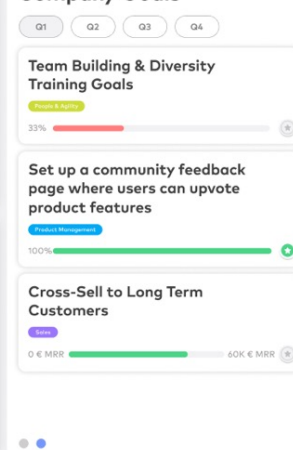 Company Goals
Q1 Q2 Q3 Q4
Team Building & Diversity
Training Goals
People & Agility
33%
Set up a community feedback
page where users can upvote
product features
Product Management
100%
Cross-Sell to Long Term
Customers
Sales
0 € MRR 60K € MRR